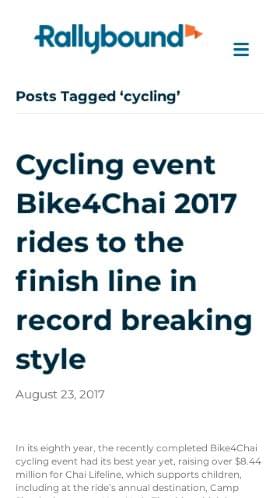 Rallybound
Posts Tagged ‘cycling’
Cycling event
Bike4Chai 2017
rides to the
finish line in
record breaking
style
August 23, 2017
In its eighth year, the recently completed Bike4Chai
cycling event had its best year yet, raising over $8.44
million for Chai Lifeline, which supports children,
including at the ride’s annual destination, Camp